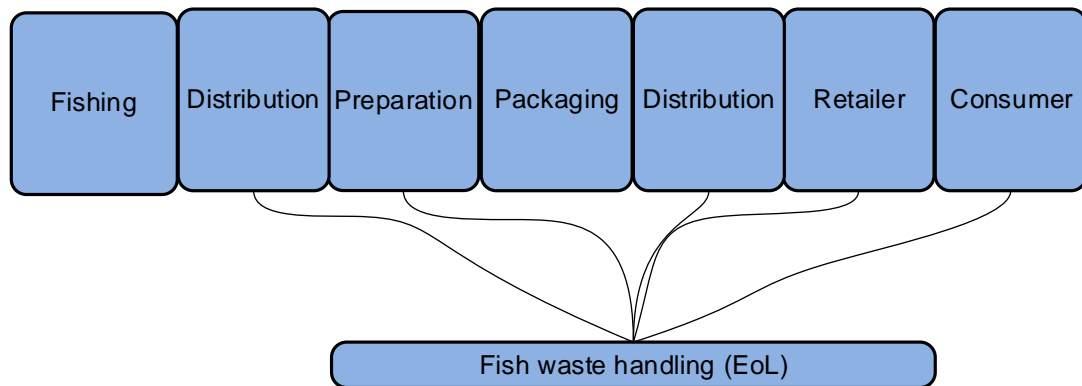 Fishing
Distribution
Preparation
Packaging
Distribution
Retailer
Consumer
Fish waste handling (EoL)